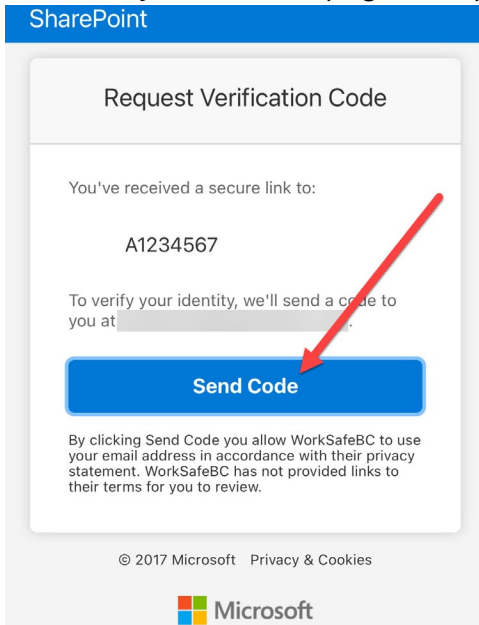 SharePoint
Request Verification Code
You've received a secure link to:
A1234567
To verify your identity, we'll send a code to
you at .
Send Code
By clicking Send Code you allow WorkSafeBC to use
your email address in accordance with their privacy
statement. WorkSafeBC has not provided links to
their terms for you to review.
© 2017 Microsoft Privacy & Cookies
Microsoft